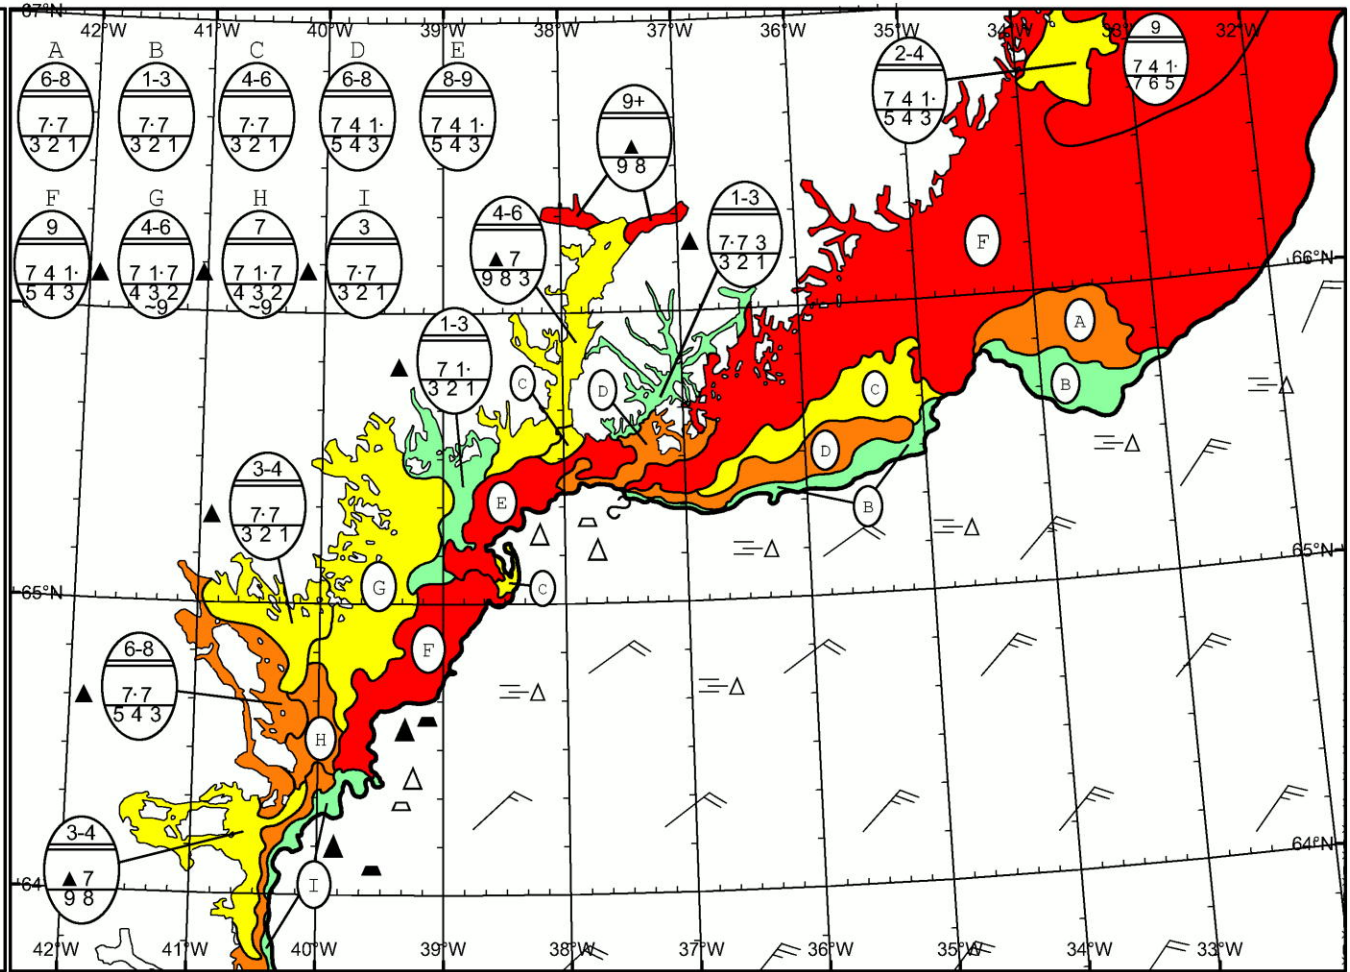 67°N
42°W 41°W 40°W 39°W 38°W 37°W 36°W 35°W 34°W 33°W 32°W
A B C D E
6-8 1-3 4-6 6-8 8-9
7·7 7·7 7·7 7 4 1· 7 4 1·
3 2 1 3 2 1 3 2 1 5 4 3 5 4 3
F G H I
9 4-6 7 3
7 4 1· 7 1·7 7 1·7 7·7
5 4 3 4 3 2 4 3 2 3 2 1
~9 ~9
9+
9 8
2-4
7 4 1·
5 4 3
9
7 4 1·
7 6 5
4-6
7
9 8 3
1-3
7·7 3
3 2 1
F
66°N
A
1-3
7 1·
3 2 1
C
D
C
B
D
3-4
7·7
3 2 1
E
B
65°N
65°N
G
C
F
6-8
7·7
5 4 3
H
3-4
7
9 8
64°N
64
I
42°W 41°W 40°W 39°W 38°W 37°W 36°W 35°W 34°W 33°W